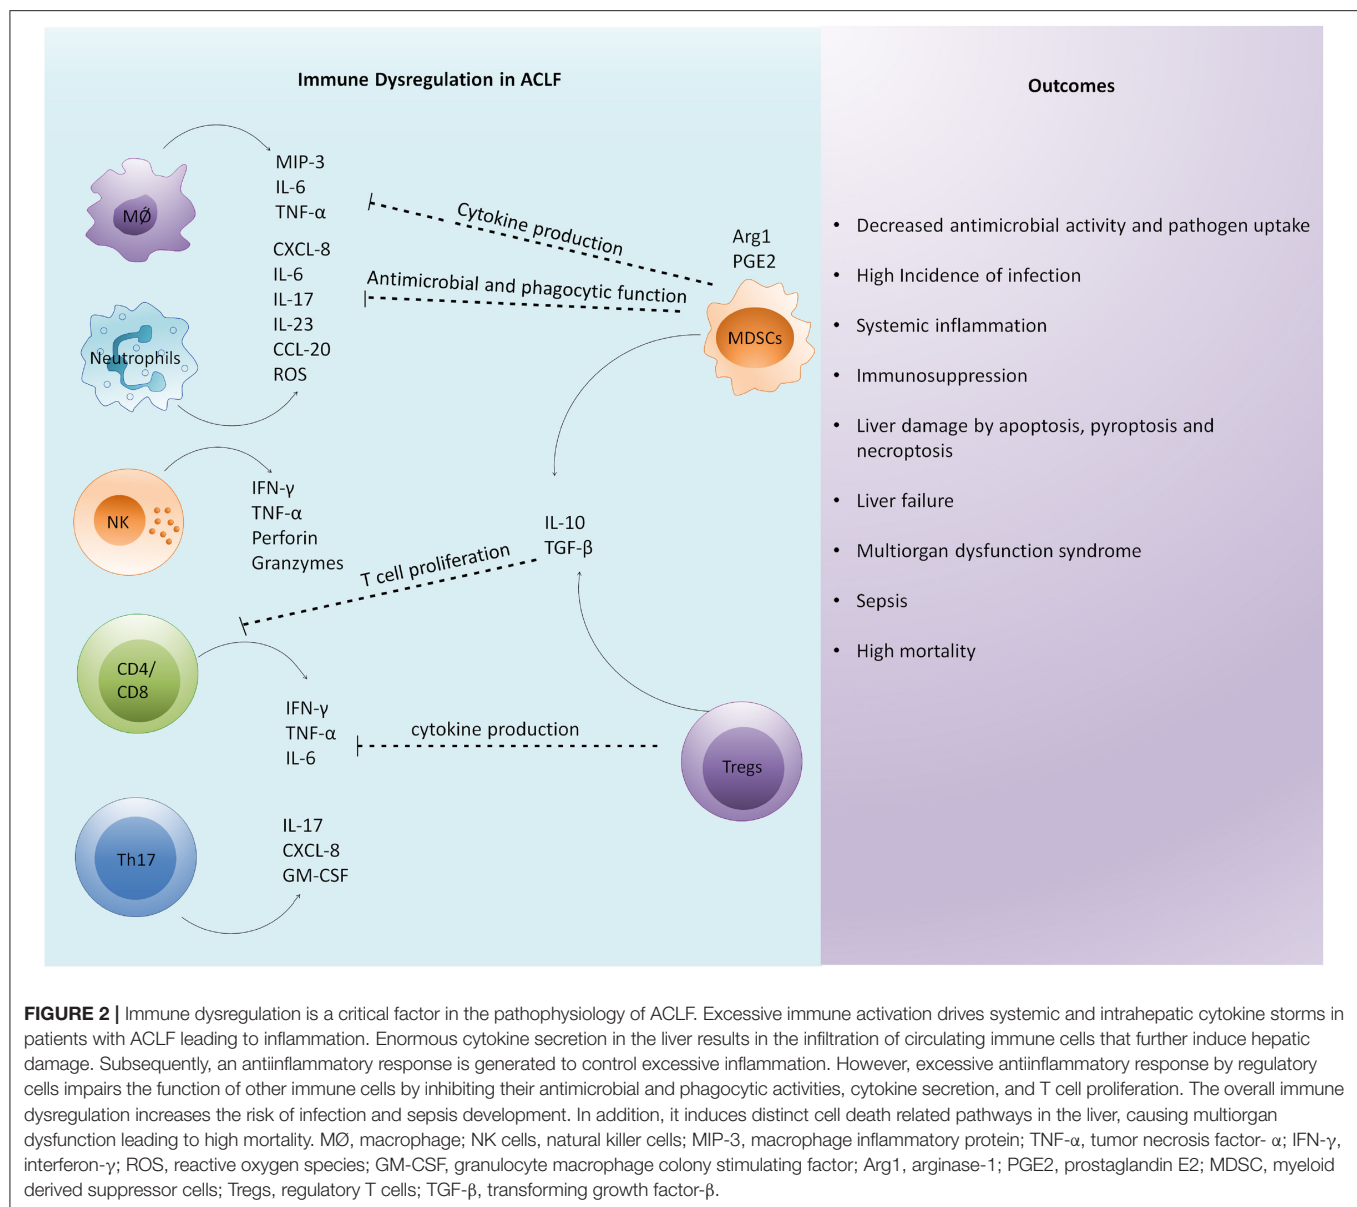 Immune Dysregulation in ACLF
MØ
MIP-3
IL-6
TNF-α
Neutrophils
CXCL-8
IL-6
IL-17
IL-23
CCL-20
ROS
Cytokine production
Antimicrobial and phagocytic function
Arg1
PGE2
MDSCs
NK
IFN-γ
TNF-α
Perforin
Granzymes
T cell proliferation
IL-10
TGF-β
CD4/
CD8
IFN-γ
TNF-α
IL-6
cytokine production
Tregs
Th17
IL-17
CXCL-8
GM-CSF
Outcomes
• Decreased antimicrobial activity and pathogen uptake
• High Incidence of infection
• Systemic inflammation
• Immunosuppression
• Liver damage by apoptosis, pyroptosis and
necroptosis
• Liver failure
• Multiorgan dysfunction syndrome
• Sepsis
• High mortality
FIGURE 2 | Immune dysregulation is a critical factor in the pathophysiology of ACLF. Excessive immune activation drives systemic and intrahepatic cytokine storms in
patients with ACLF leading to inflammation. Enormous cytokine secretion in the liver results in the infiltration of circulating immune cells that further induce hepatic
damage. Subsequently, an antiinflammatory response is generated to control excessive inflammation. However, excessive antiinflammatory response by regulatory
cells impairs the function of other immune cells by inhibiting their antimicrobial and phagocytic activities, cytokine secretion, and T cell proliferation. The overall immune
dysregulation increases the risk of infection and sepsis development. In addition, it induces distinct cell death related pathways in the liver, causing multiorgan
dysfunction leading to high mortality. MØ, macrophage; NK cells, natural killer cells; MIP-3, macrophage inflammatory protein; TNF-α, tumor necrosis factor- α; IFN-γ,
interferon-γ; ROS, reactive oxygen species; GM-CSF, granulocyte macrophage colony stimulating factor; Arg1, arginase-1; PGE2, prostaglandin E2; MDSC, myeloid
derived suppressor cells; Tregs, regulatory T cells; TGF-β, transforming growth factor-β.